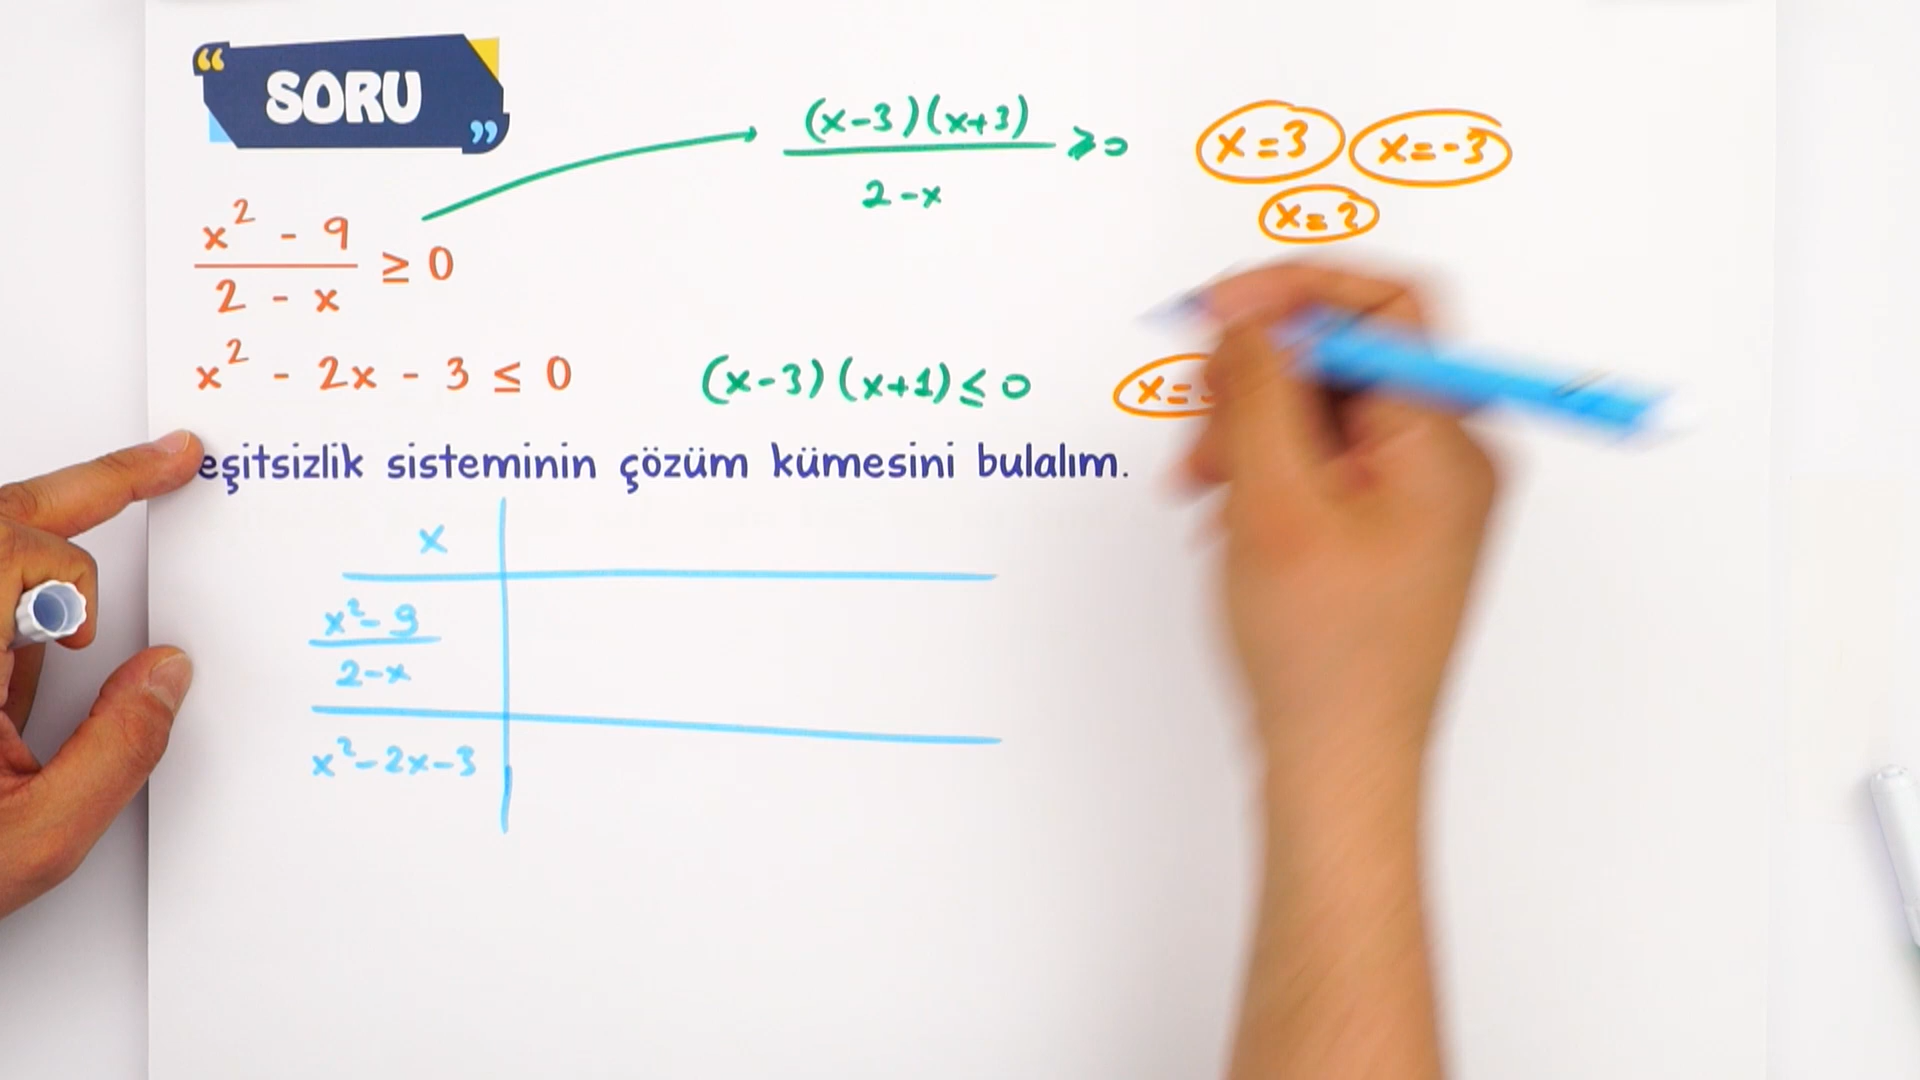 “ SORU ”
(x-3)(x+3) / 2-x ≥ 0
x=3 x=-3
x=2
x² - 9 / 2 - x ≥ 0
x² - 2x - 3 ≤ 0
(x-3)(x+1) ≤ 0
x=
eşitsizlik sisteminin çözüm kümesini bulalım.
x
x²-9 / 2-x
x²-2x-3